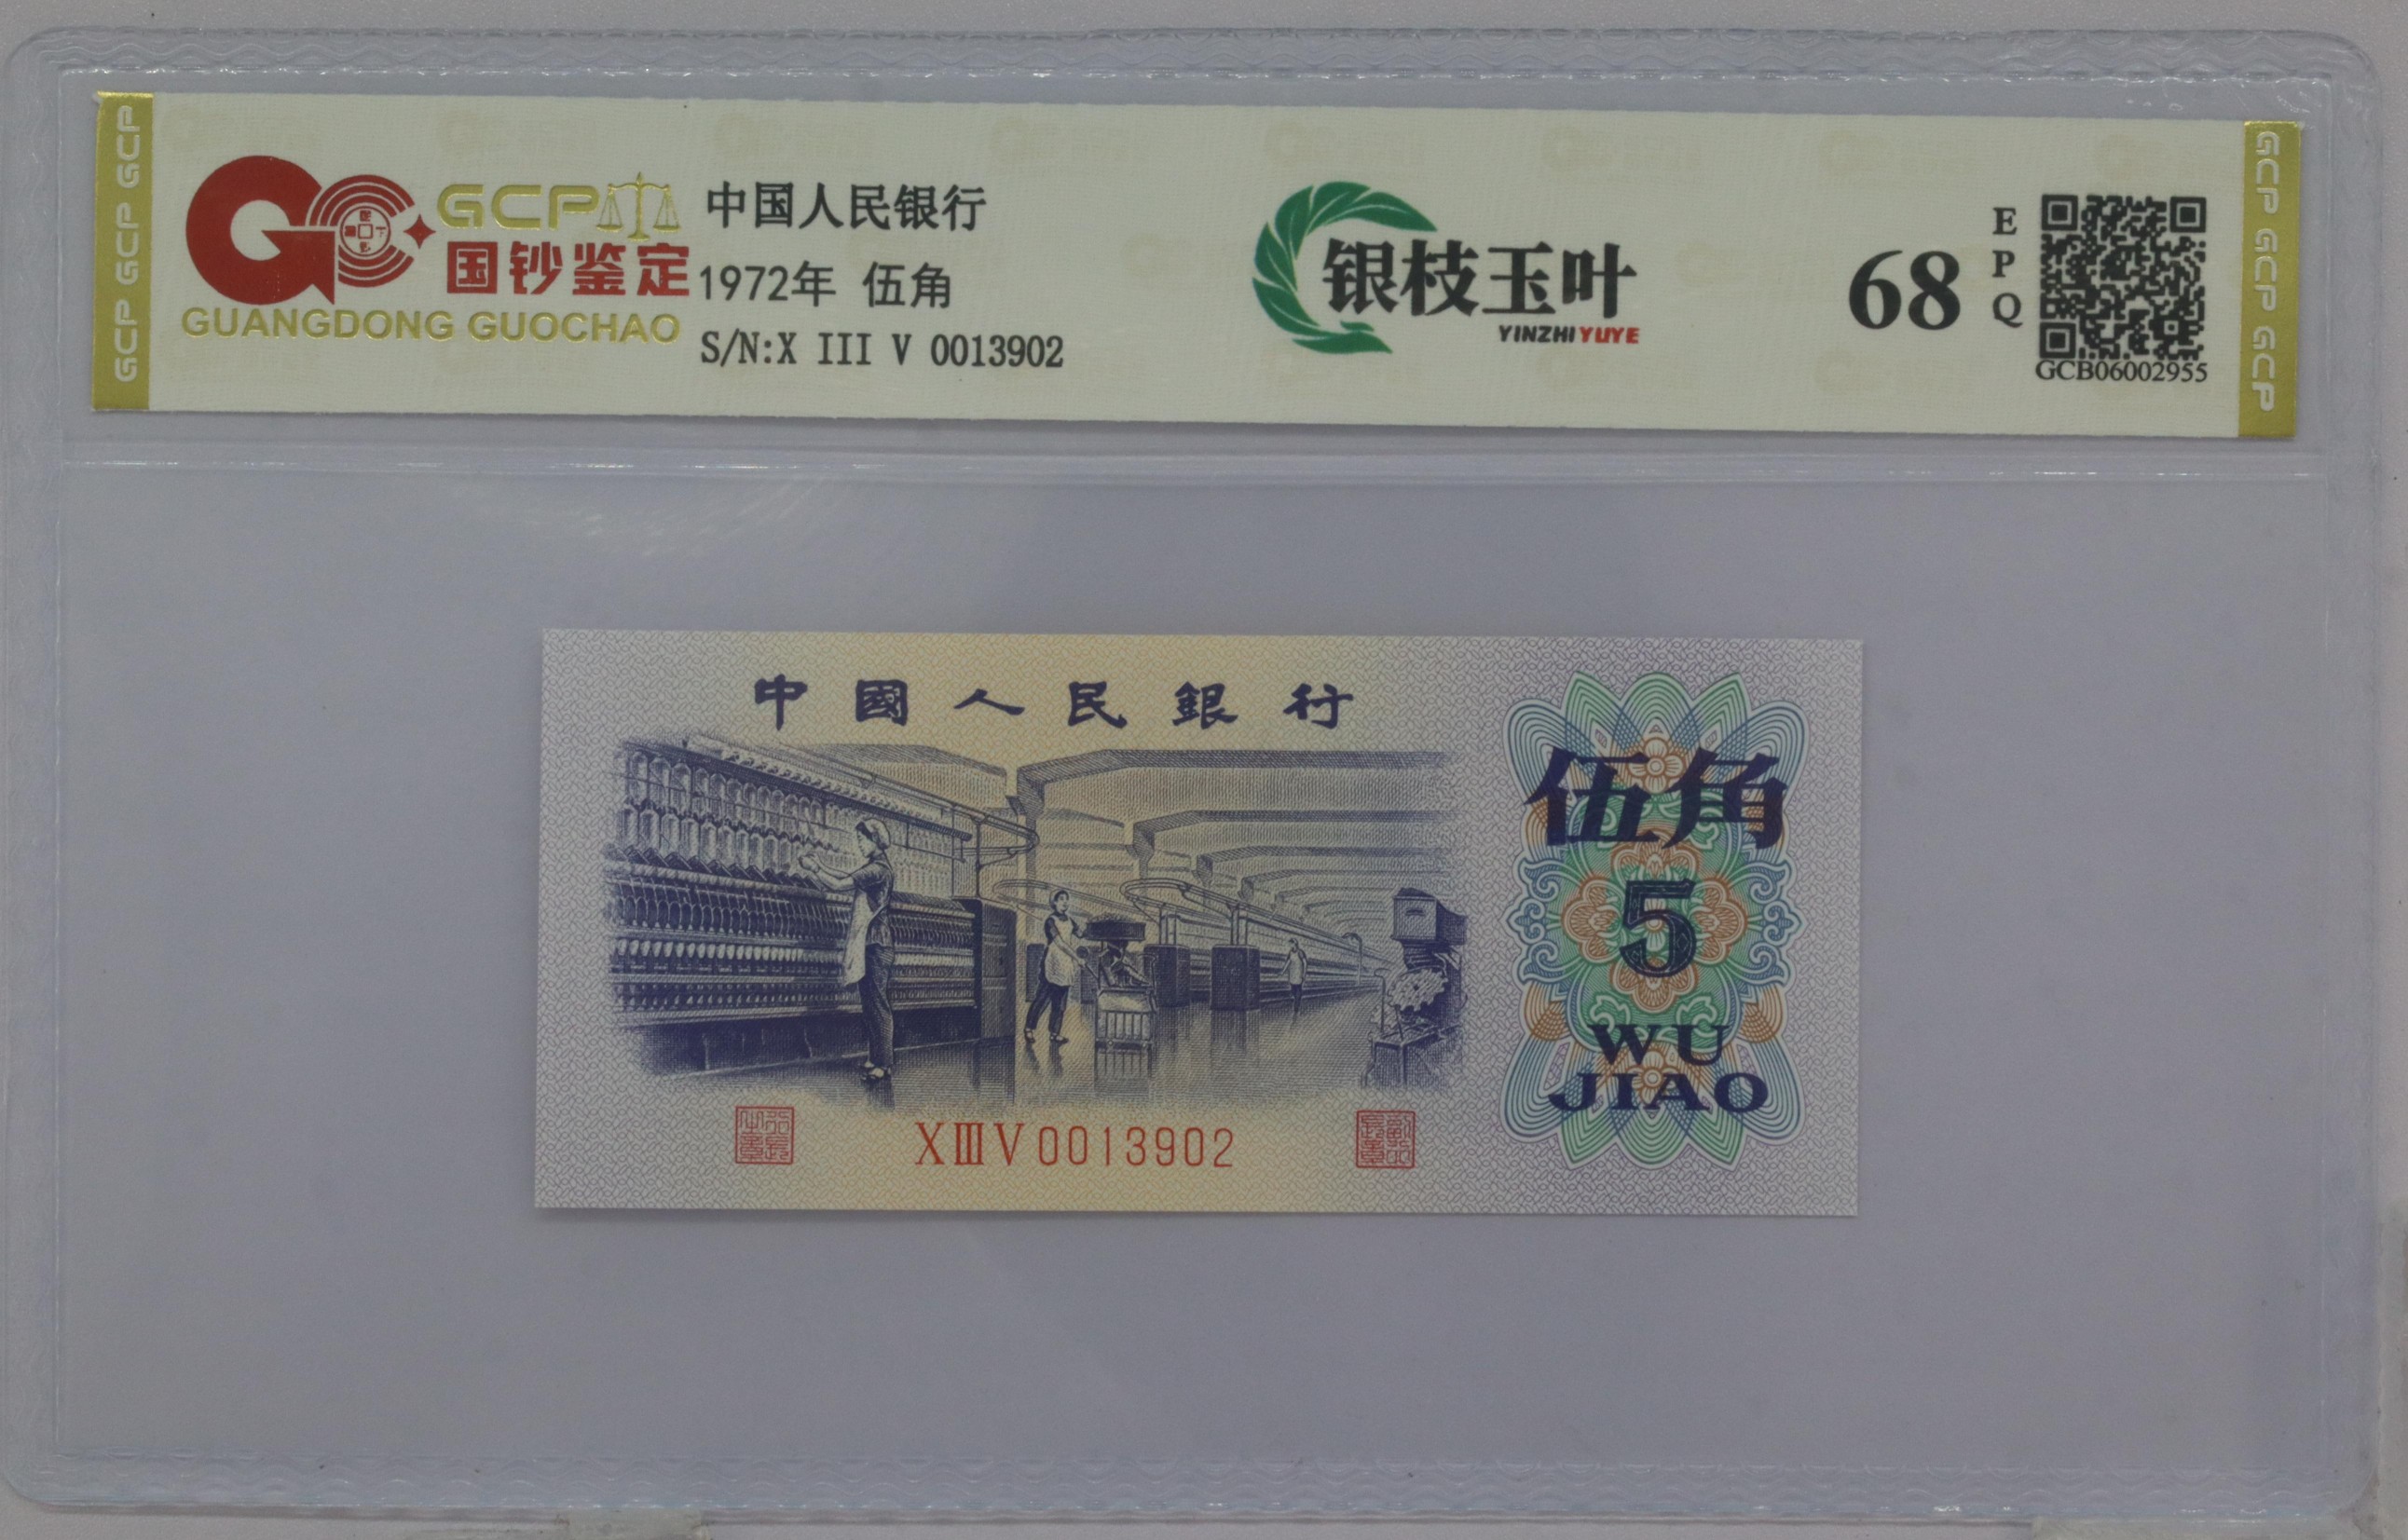 GCP GCP GCP
GCP
国钞鉴定
GUANGDONG GUOCHAO
中国人民银行
1972年 伍角
S/N:X III V 0013902
银枝玉叶
YINZHI YUYE
68
EPQ
GCB06002955
GCP GCP GCP
中國人民銀行
伍角
5
WU
JIAO
XⅢV0013902